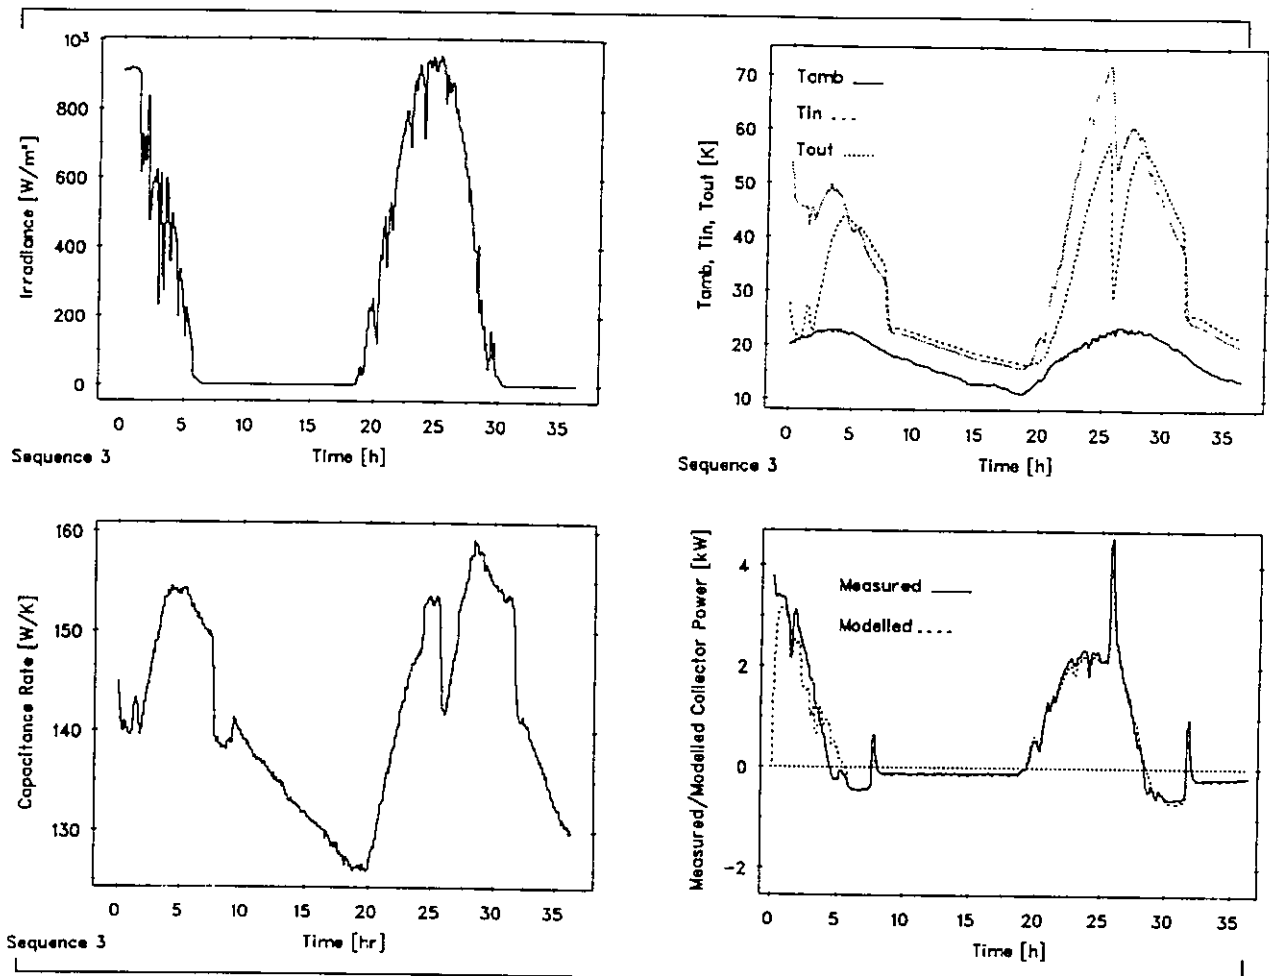 10³
800
600
400
200
0
Irradiance [W/m²]
0 5 10 15 20 25 30 35
Sequence 3 Time [h]
70
60
50
40
30
20
10
Tamb, Tin, Tout [K]
Tamb
Tin
Tout
0 5 10 15 20 25 30 35
Sequence 3 Time [h]
160
150
140
130
Capacitance Rate [W/K]
0 5 10 15 20 25 30 35
Sequence 3 Time [hr]
4
2
0
-2
Measured/Modelled Collector Power [kW]
Measured
Modelled
0 5 10 15 20 25 30 35
Time [h]